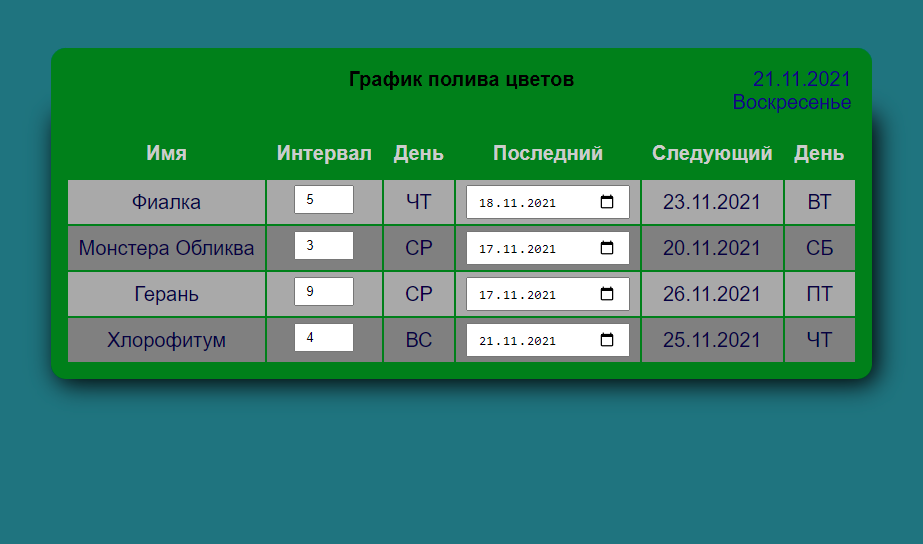 График полива цветов
21.11.2021
Воскресенье
Имя Интервал День Последний Следующий День
Фиалка 5 ЧТ 18.11.2021 23.11.2021 ВТ
Монстера Обликва 3 СР 17.11.2021 20.11.2021 СБ
Герань 9 СР 17.11.2021 26.11.2021 ПТ
Хлорофитум 4 ВС 21.11.2021 25.11.2021 ЧТ